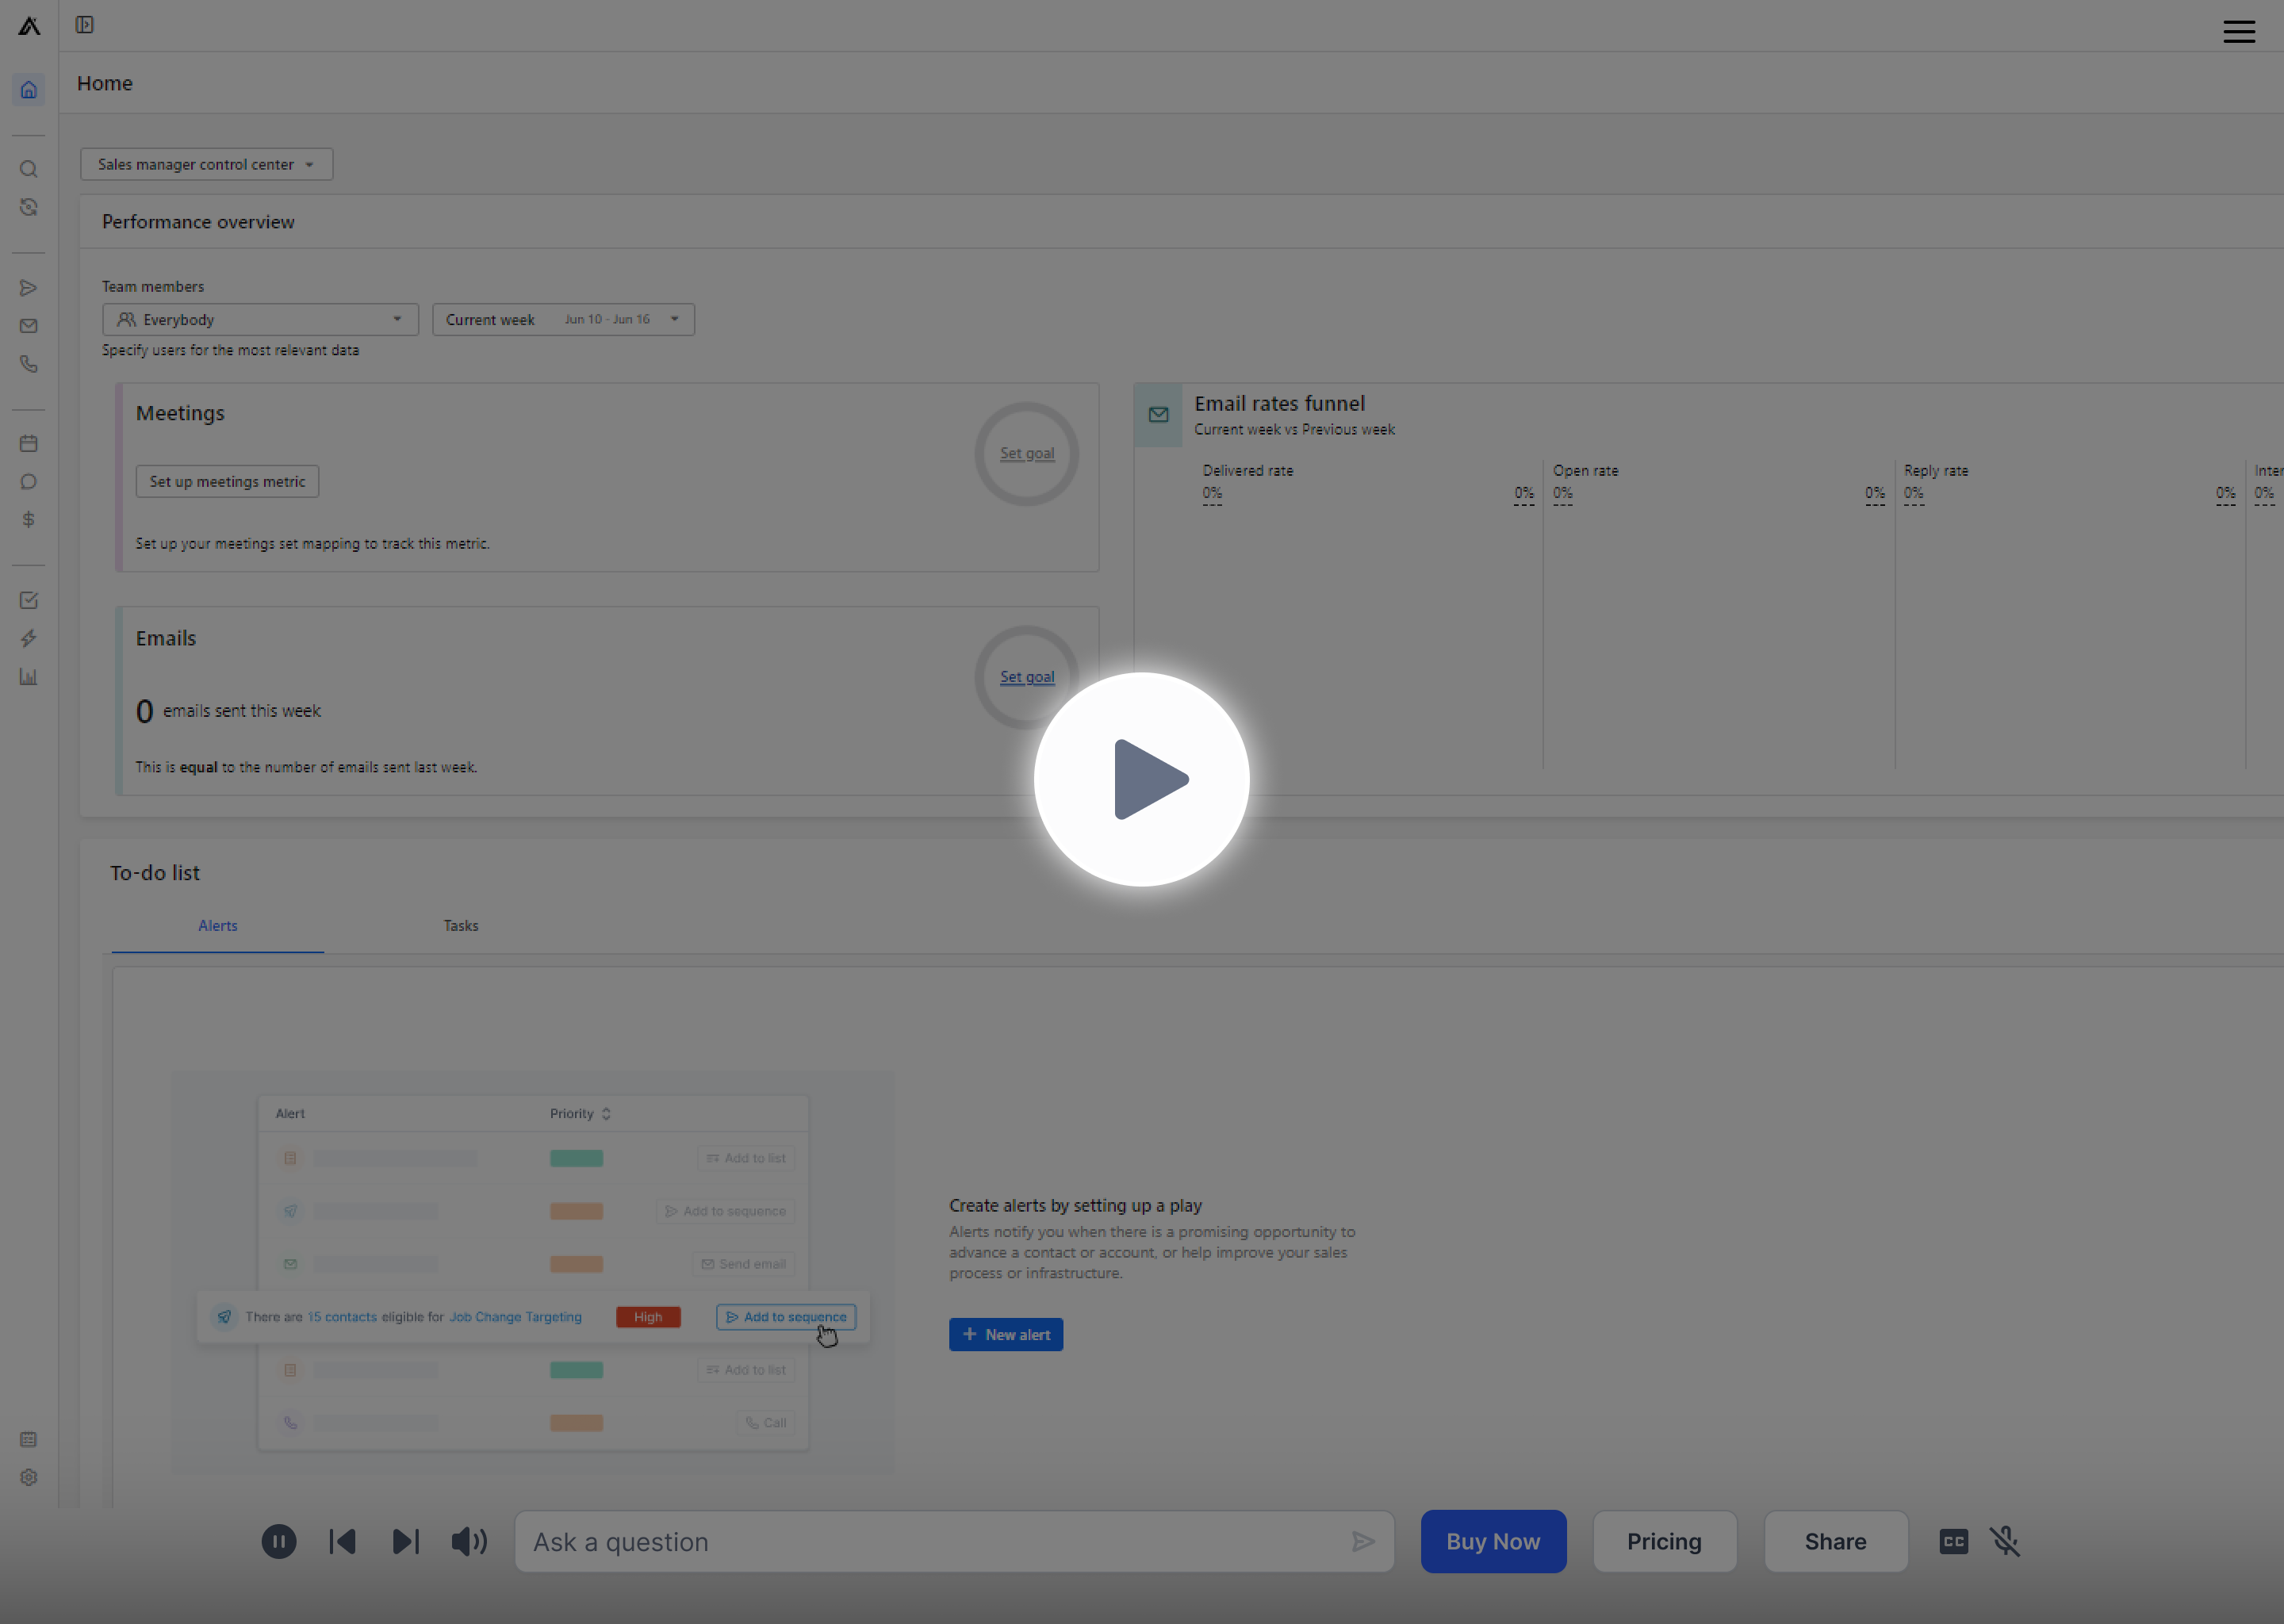 Home
Sales manager control center
Performance overview
Team members
Everybody
Current week Jun 10 - Jun 16
Specify users for the most relevant data
Meetings
Set goal
Set up meetings metric
Set up your meetings set mapping to track this metric.
Email rates funnel
Current week vs Previous week
Delivered rate
0% 0%
Open rate
0% 0%
Reply rate
0% 0%
Inter
0%
Emails
Set goal
0 emails sent this week
This is equal to the number of emails sent last week.
To-do list
Alerts Tasks
Alert Priority
Add to list
Add to sequence
Send email
There are 15 contacts eligible for Job Change Targeting High Add to sequence
Add to list
Call
Create alerts by setting up a play
Alerts notify you when there is a promising opportunity to
advance a contact or account, or help improve your sales
process or infrastructure.
+ New alert
Ask a question
Buy Now
Pricing
Share
CC